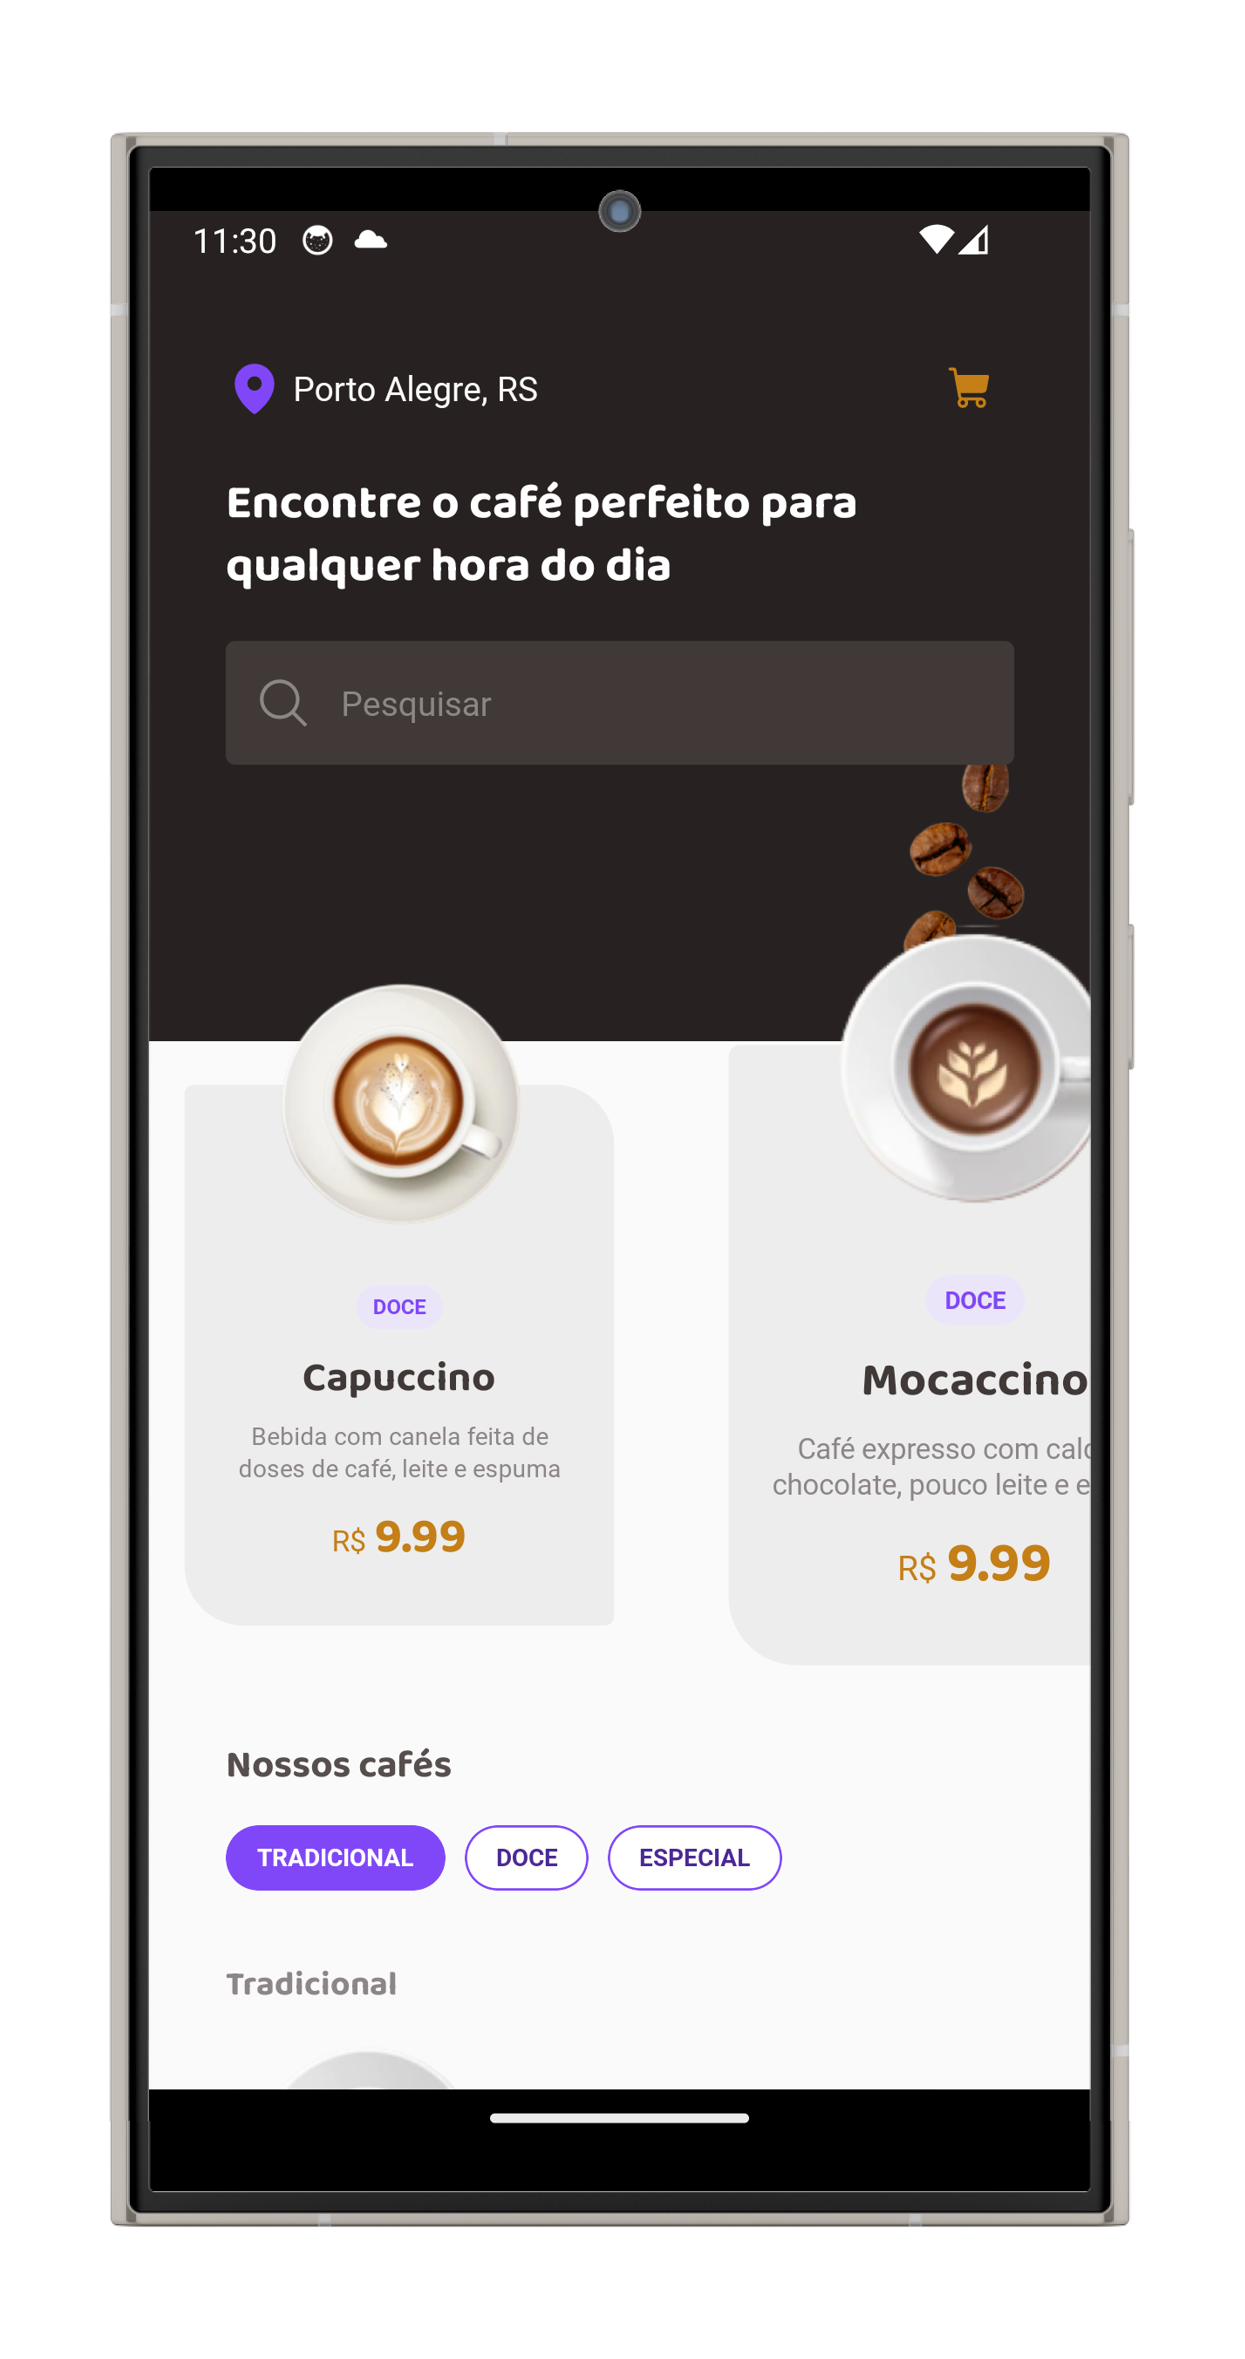 11:30
Porto Alegre, RS
Encontre o café perfeito para
qualquer hora do dia
Pesquisar
DOCE
Capuccino
Bebida com canela feita de
doses de café, leite e espuma
R$ 9.99
DOCE
Mocaccino
Café expresso com calo
chocolate, pouco leite e e
R$ 9.99
Nossos cafés
TRADICIONAL
DOCE
ESPECIAL
Tradicional